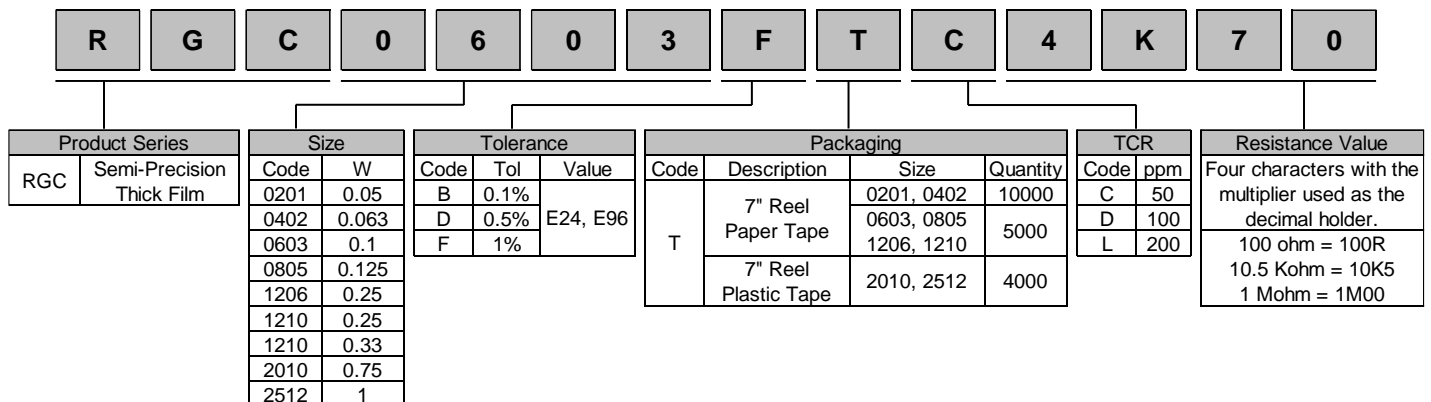 R G C 0 6 0 3 F T C 4 K 7 0
Product Series
RGC Semi-Precision
Thick Film
Size
Code W
0201 0.05
0402 0.063
0603 0.1
0805 0.125
1206 0.25
1210 0.25
1210 0.33
2010 0.75
2512 1
Tolerance
Code Tol Value
B 0.1%
D 0.5% E24, E96
F 1%
Packaging
Code Description Size Quantity
T
7" Reel
Paper Tape
0201, 0402 10000
0603, 0805
1206, 1210
5000
7" Reel
Plastic Tape
2010, 2512 4000
TCR
Code ppm
C 50
D 100
L 200
Resistance Value
Four characters with the
multiplier used as the
decimal holder.
100 ohm = 100R
10.5 Kohm = 10K5
1 Mohm = 1M00